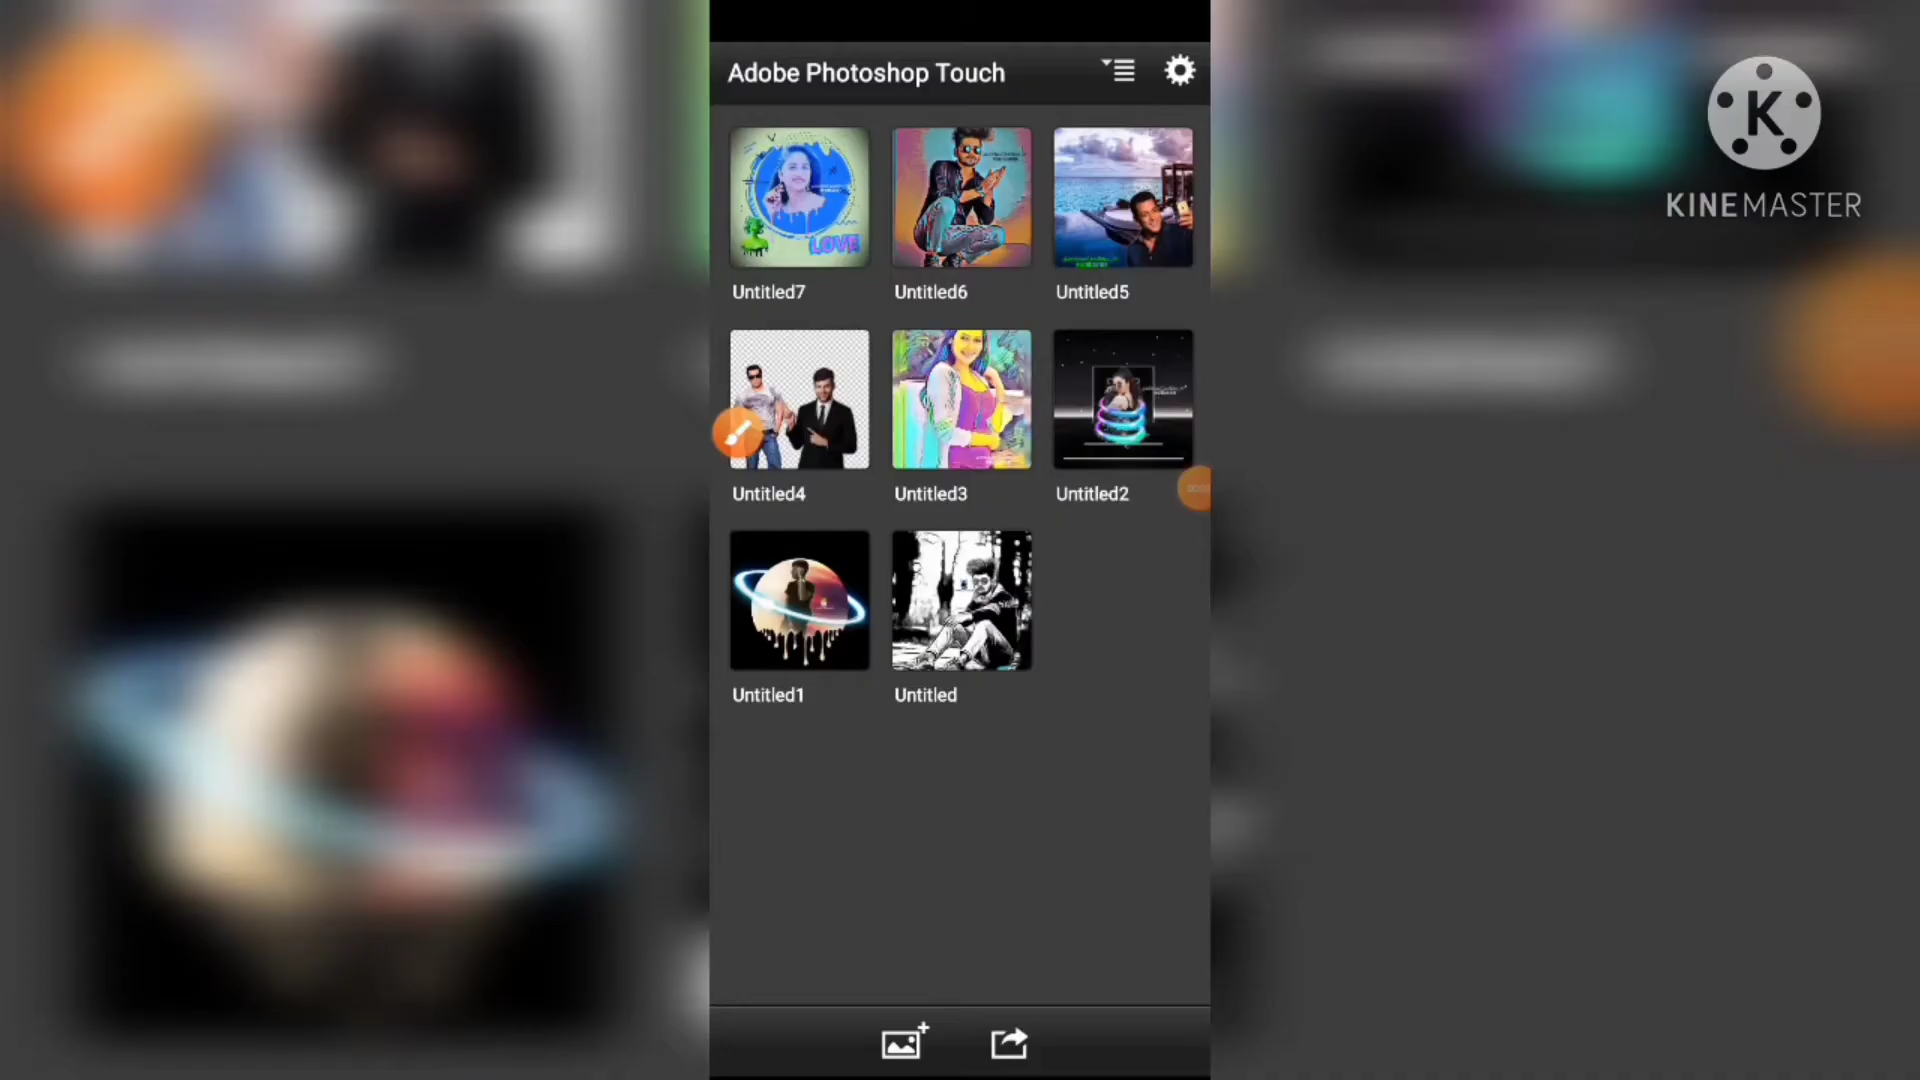 Adobe Photoshop Touch
K
KINEMASTER
LOVE
Untitled7
Untitled6
Untitled5
Untitled4
Untitled3
Untitled2
Untitled1
Untitled